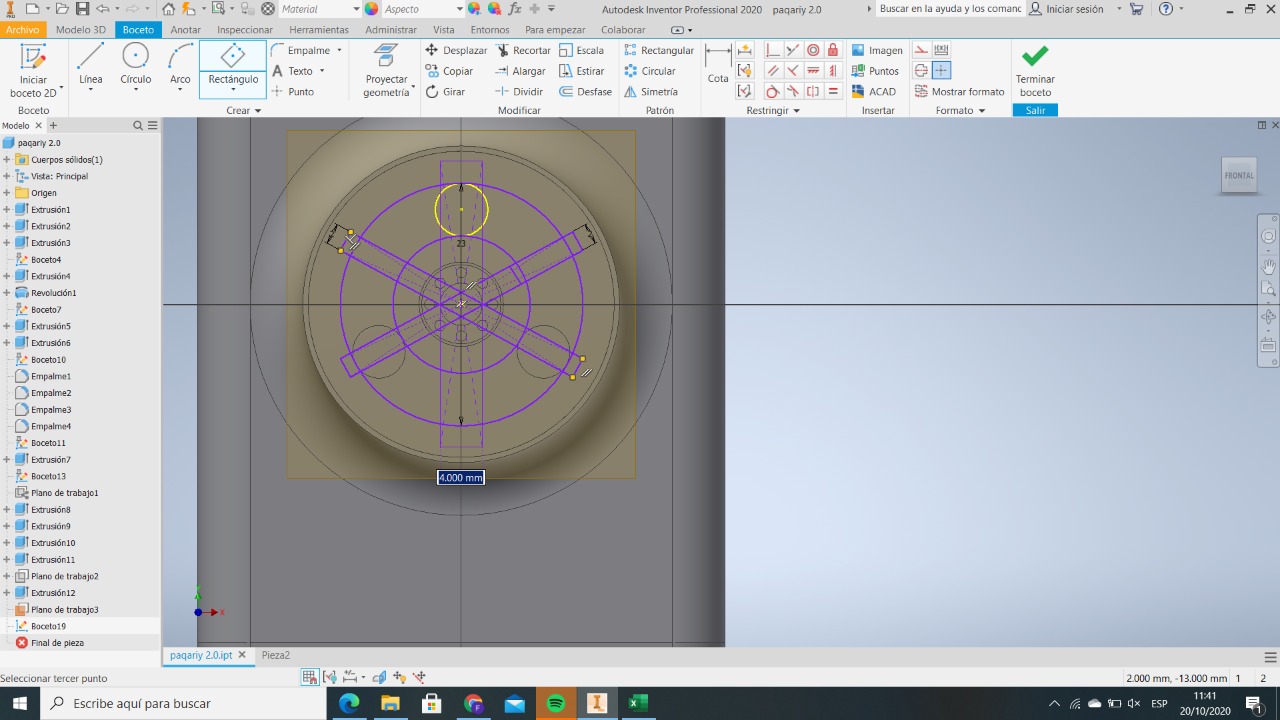 Material
Aspecto
Autodesk Inventor Professional 2020   paqariy 2.0
Buscar en la ayuda y los comanc
Iniciar sesión
Archivo
Modelo 3D
Boceto
Anotar
Inspeccionar
Herramientas
Administrar
Vista
Entornos
Para empezar
Colaborar
Iniciar
boceto 2D
Línea
Círculo
Arco
Rectángulo
Empalme
Texto
Punto
Proyectar
geometría
Desplazar
Copiar
Girar
Recortar
Alargar
Dividir
Escala
Estirar
Desfase
Rectangular
Circular
Simetría
Cota
Imagen
Puntos
ACAD
Mostrar formato
Terminar
boceto
Boceto
Crear
Modificar
Patrón
Restringir
Insertar
Formato
Salir
Modelo
paqariy 2.0
Cuerpos sólidos(1)
Vista: Principal
Origen
Extrusión1
Extrusión2
Extrusión3
Boceto4
Extrusión4
Revolución1
Boceto7
Extrusión5
Extrusión6
Boceto10
Empalme1
Empalme2
Empalme3
Empalme4
Boceto11
Extrusión7
Boceto13
Plano de trabajo1
Extrusión8
Extrusión9
Extrusión10
Extrusión11
Plano de trabajo2
Extrusión12
Plano de trabajo3
Boceto19
Final de pieza
FRONTAL
23
4.000 mm
X
paqariy 2.0.ipt
Pieza2
Seleccionar tercer punto
2.000 mm, -13.000 mm   1   2
Escribe aquí para buscar
ESP
11:41
20/10/2020